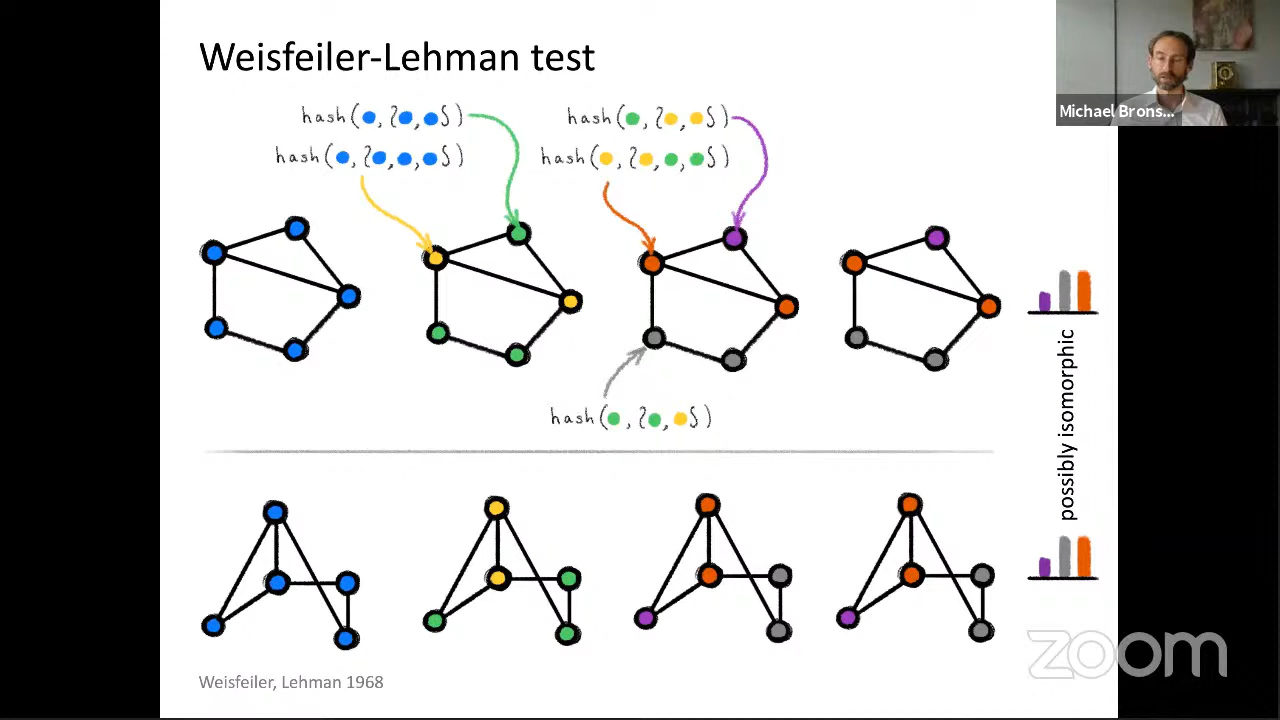 Weisfeiler-Lehman test
Michael Brons...
hash( , { , })
hash( , { , , })
hash( , { , })
hash( , { , , })
hash( , { , })
possibly isomorphic
Weisfeiler, Lehman 1968
zoom